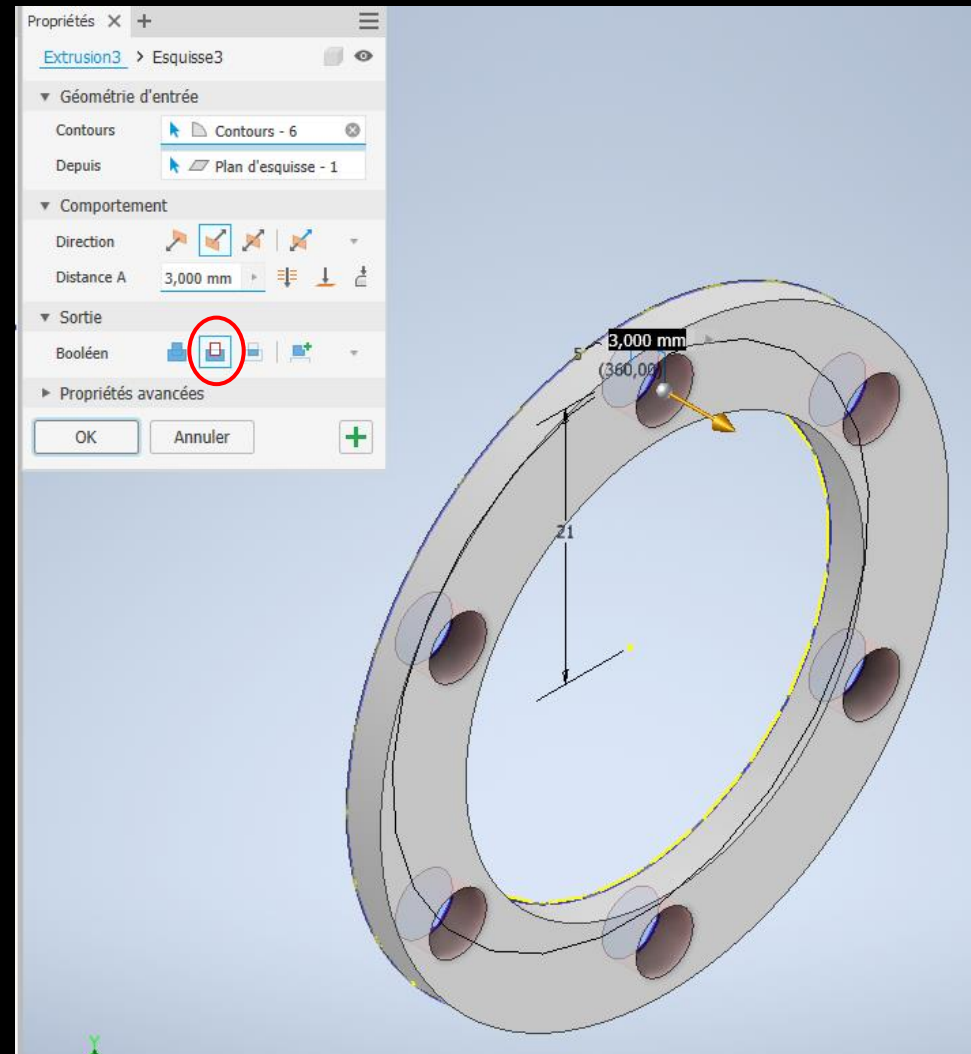 Propriétés × +
Extrusion3 > Esquisse3
Géométrie d'entrée
Contours
Contours - 6
Depuis
Plan d'esquisse - 1
Comportement
Direction
Distance A
3,000 mm
Sortie
Booléen
Propriétés avancées
OK
Annuler
3,000 mm
5
(360,00)
21
Y